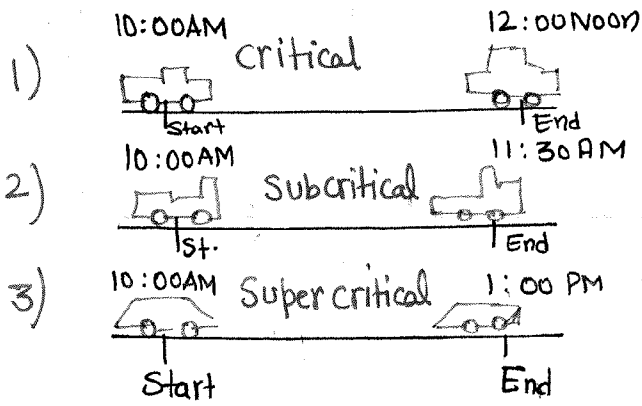 10:00AM 12:00Noon
1) Critical
Start End
10:00AM 11:30AM
2) Subcritical
St. End
10:00AM Super critical 1:00 PM
3)
Start End